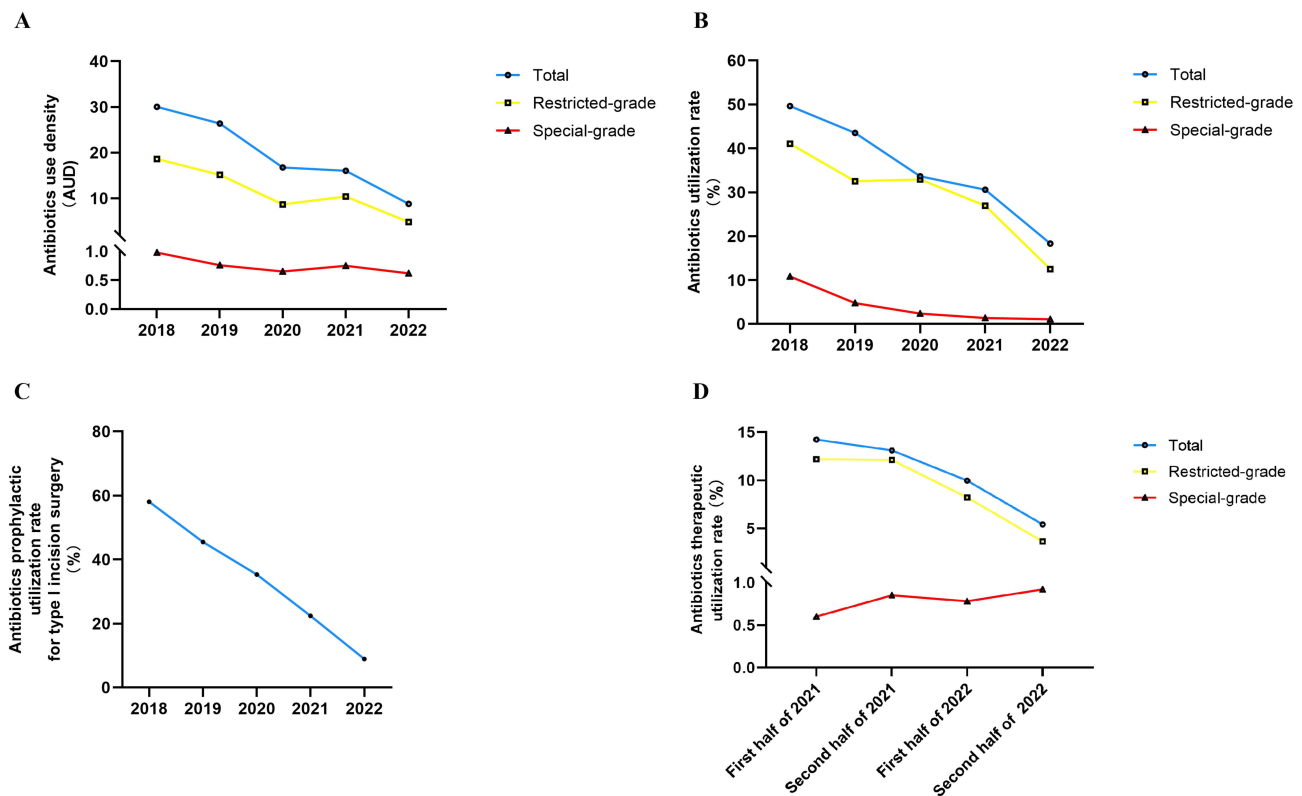 A
Antibiotics use density
(AUD)
40
30
20
10
1.0
0.5
0.0
2018 2019 2020 2021 2022
Total
Restricted-grade
Special-grade
B
Antibiotics utilization rate
(%)
60
50
40
30
20
10
0
2018 2019 2020 2021 2022
Total
Restricted-grade
Special-grade
C
Antibiotics prophylactic
utilization rate
for type I incision surgery
(%)
80
60
40
20
0
2018 2019 2020 2021 2022
D
Antibiotics therapeutic
utilization rate (%)
15
10
5
1.0
0.5
0.0
First half of 2021
Second half of 2021
First half of 2022
Second half of 2022
Total
Restricted-grade
Special-grade